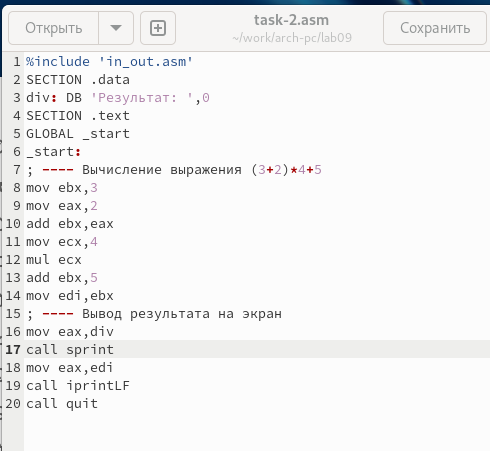 Открыть
task-2.asm
~/work/arch-pc/lab09
Сохранить
1 %include 'in_out.asm'
2 SECTION .data
3 div: DB 'Результат: ',0
4 SECTION .text
5 GLOBAL _start
6 _start:
7 ; ---- Вычисление выражения (3+2)*4+5
8 mov ebx,3
9 mov eax,2
10 add ebx,eax
11 mov ecx,4
12 mul ecx
13 add ebx,5
14 mov edi,ebx
15 ; ---- Вывод результата на экран
16 mov eax,div
17 call sprint
18 mov eax,edi
19 call iprintLF
20 call quit